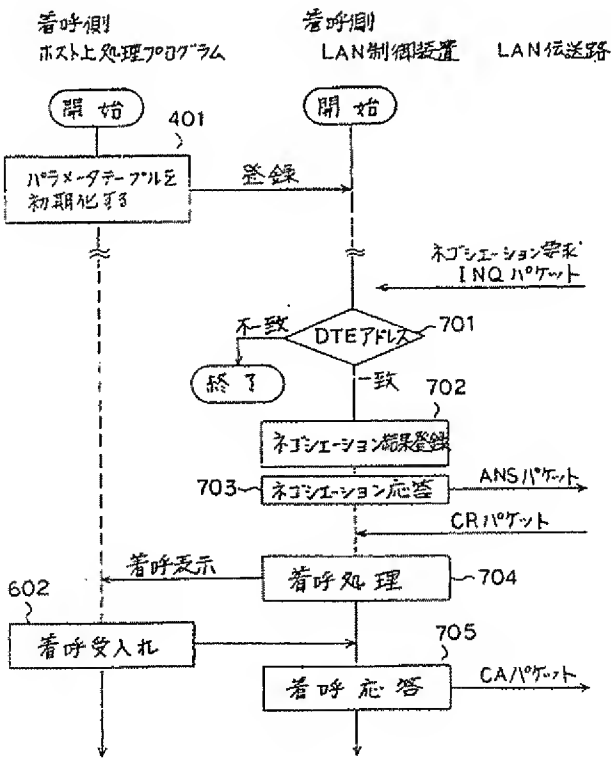 着呼側
ホスト上処理プログラム
着呼側
LAN制御装置
LAN伝送路
開始
開始
401
パラメータテーブルを
初期化する
登録
ネゴシエーション要求
INQパケット
不一致
DTEアドレス
701
終了
一致
702
ネゴシエーション結果登録
703
ネゴシエーション応答
ANSパケット
CRパケット
着呼表示
着呼処理
704
602
着呼受入れ
705
着呼応答
CAパケット